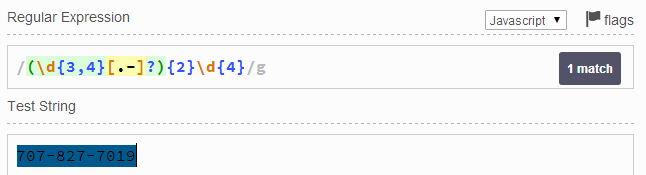 Regular Expression Javascript flags
/(\d{3,4}[.-]?){2}\d{4}/g 1 match
Test String
707-827-7019